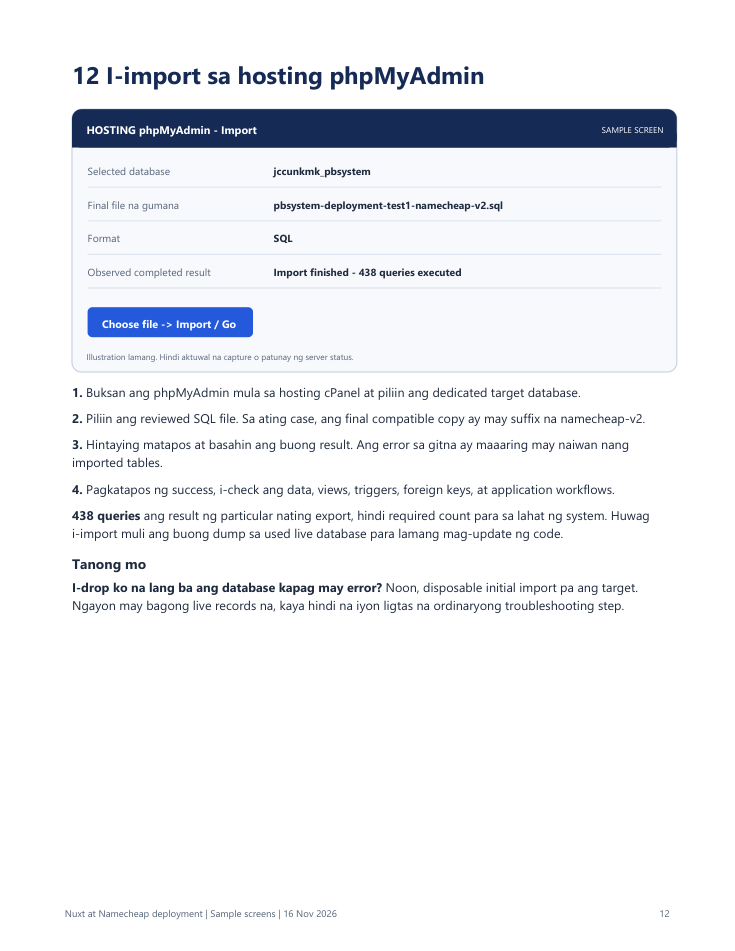 12 I-import sa hosting phpMyAdmin
HOSTING phpMyAdmin - Import
SAMPLE SCREEN
Selected database
jccunkmk_pbsystem
Final file na gumana
pbsystem-deployment-test1-namecheap-v2.sql
Format
SQL
Observed completed result
Import finished - 438 queries executed
Choose file -> Import / Go
Illustration lamang. Hindi aktuwal na capture o patunay ng server status.
1. Buksan ang phpMyAdmin mula sa hosting cPanel at piliin ang dedicated target database.
2. Piliin ang reviewed SQL file. Sa ating case, ang final compatible copy ay may suffix na namecheap-v2.
3. Hintaying matapos at basahin ang buong result. Ang error sa gitna ay maaaring may naiwan nang
imported tables.
4. Pagkatapos ng success, i-check ang data, views, triggers, foreign keys, at application workflows.
438 queries ang result ng particular nating export, hindi required count para sa lahat ng system. Huwag
i-import muli ang buong dump sa used live database para lamang mag-update ng code.
Tanong mo
I-drop ko na lang ba ang database kapag may error? Noon, disposable initial import pa ang target.
Ngayon may bagong live records na, kaya hindi na iyon ligtas na ordinaryong troubleshooting step.
Nuxt at Namecheap deployment | Sample screens | 16 Nov 2026
12